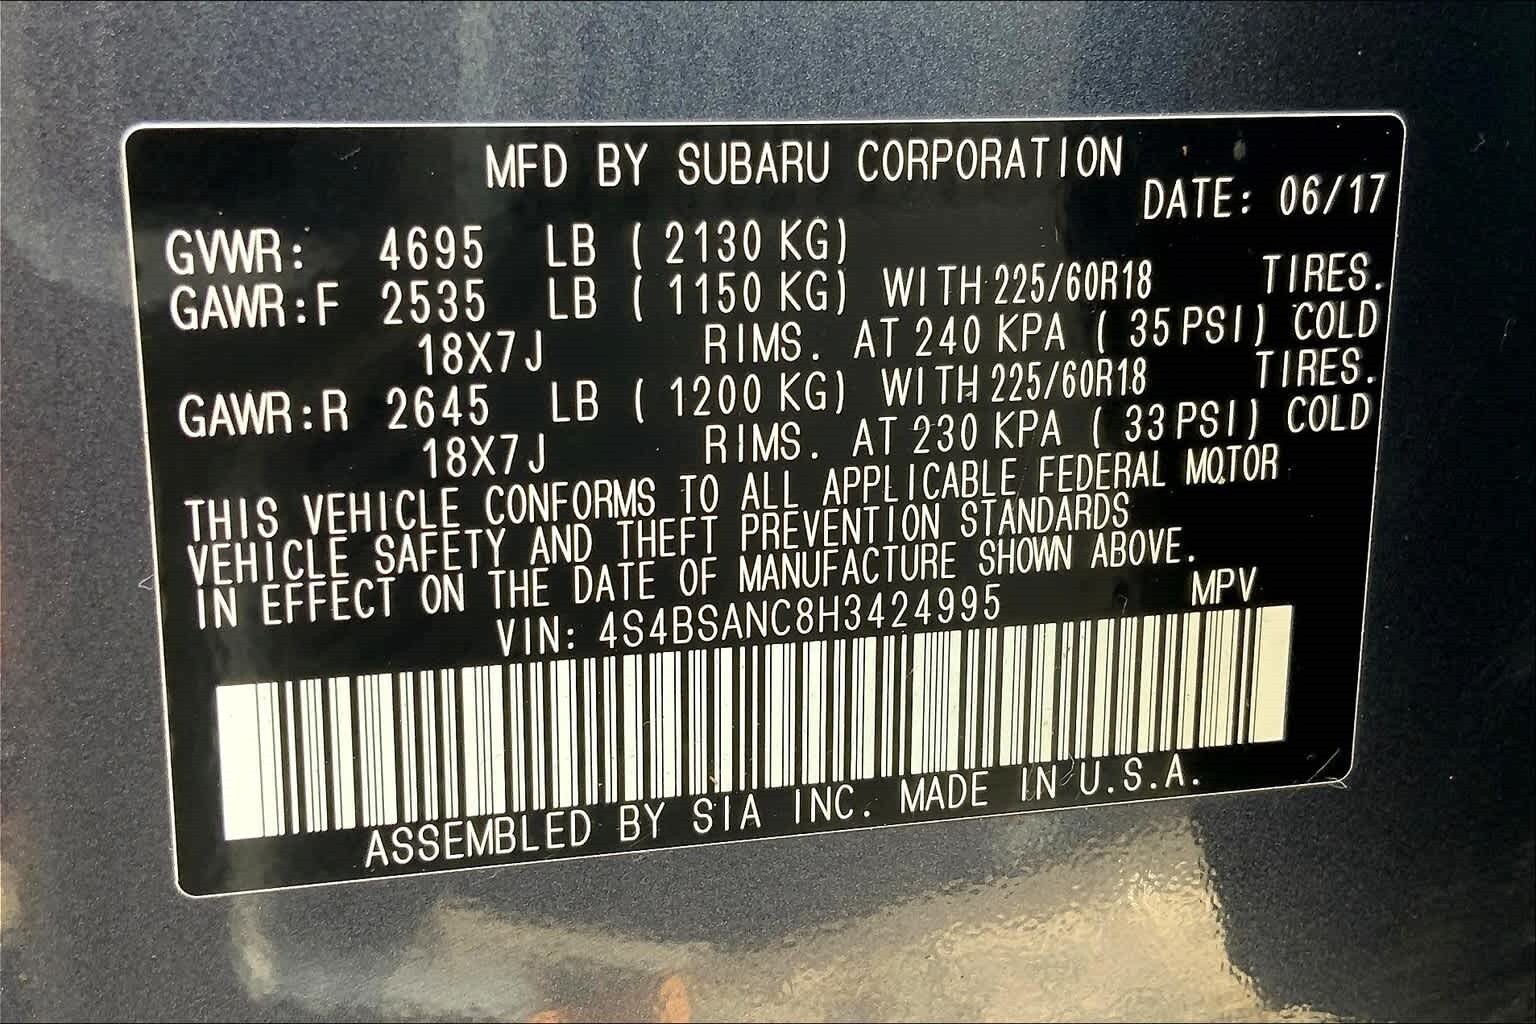 MFD BY SUBARU CORPORATION
DATE: 06/17
GVWR: 4695 LB ( 2130 KG)
GAWR:F 2535 LB ( 1150 KG) WITH 225/60R18 TIRES.
18X7J RIMS. AT 240 KPA ( 35 PSI) COLD
GAWR:R 2645 LB ( 1200 KG) WITH 225/60R18 TIRES.
18X7J RIMS. AT 230 KPA ( 33 PSI) COLD
THIS VEHICLE CONFORMS TO ALL APPLICABLE FEDERAL MOTOR
VEHICLE SAFETY AND THEFT PREVENTION STANDARDS
IN EFFECT ON THE DATE OF MANUFACTURE SHOWN ABOVE.
VIN: 4S4BSANC8H3424995 MPV
ASSEMBLED BY SIA INC. MADE IN U.S.A.